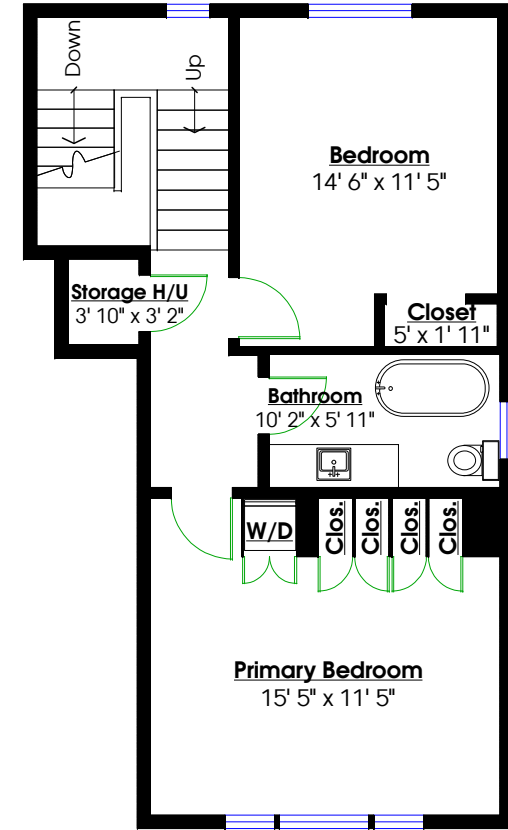 Down
Up
Bedroom
14' 6" x 11' 5"
Storage H/U
3' 10" x 3' 2"
Closet
5' x 1' 11"
Bathroom
10' 2" x 5' 11"
W/D
Clos.
Clos.
Clos.
Clos.
Primary Bedroom
15' 5" x 11' 5"